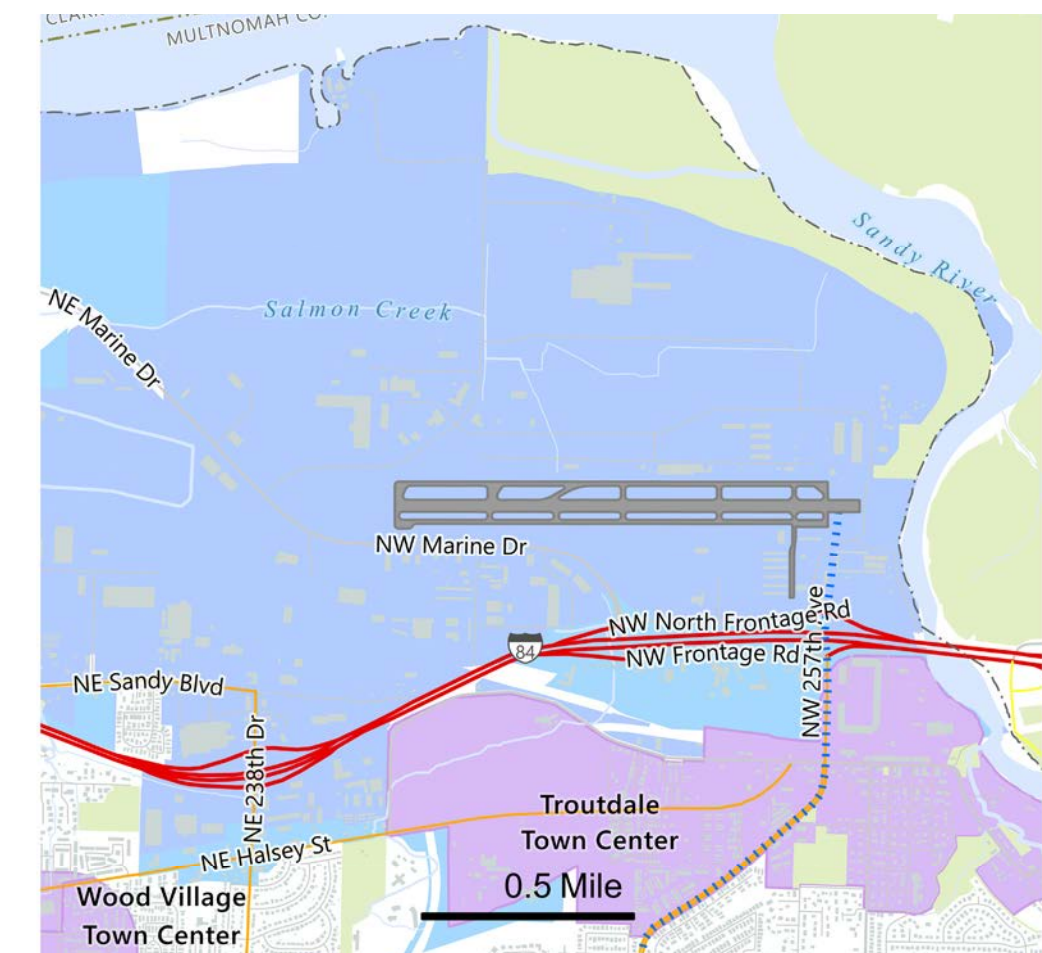 MULTNOMAH CO.
Sandy River
NE Marine Dr
Salmon Creek
NW Marine Dr
NW North Frontage Rd
84
NW Frontage Rd
NW 257th Ave
NE Sandy Blvd
NE 238th Dr
Troutdale
Town Center
NE Halsey St
0.5 Mile
Wood Village
Town Center